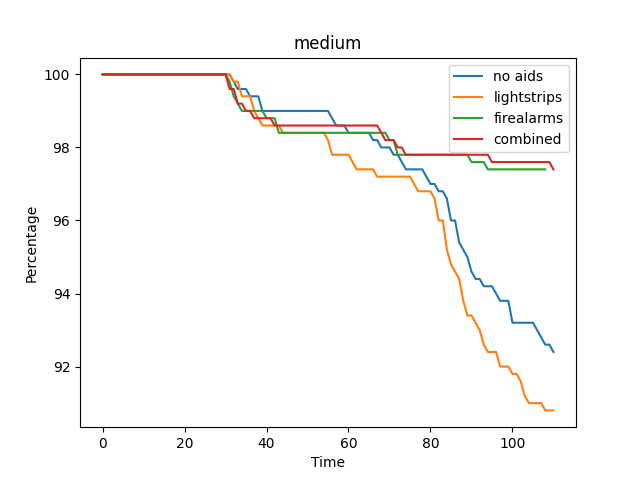 medium
no aids
lightstrips
firealarms
combined
Percentage
100
98
96
94
92
0 20 40 60 80 100
Time